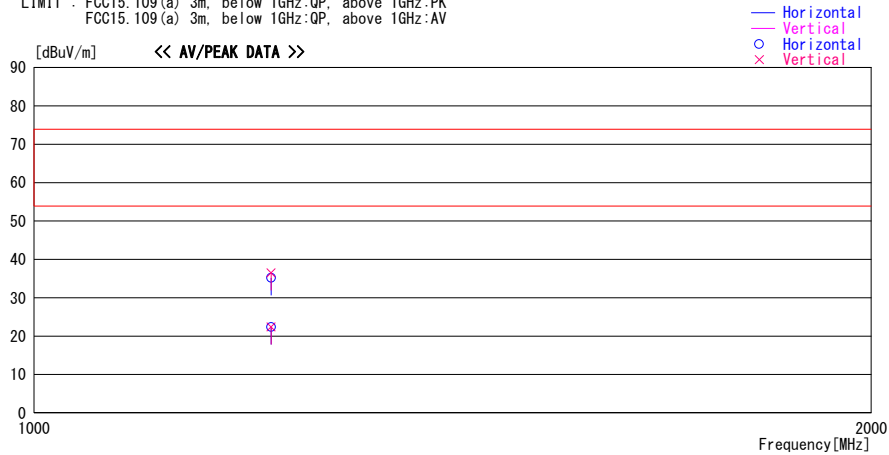 LIMIT : FCC15.109(a) 3m, below 1GHz:QP, above 1GHz:PK
FCC15.109(a) 3m, below 1GHz:QP, above 1GHz:AV
Horizontal
Vertical
Horizontal
Vertical
[dBuV/m]
<< AV/PEAK DATA >>
90
80
70
60
50
40
30
20
10
0
1000
2000
Frequency[MHz]